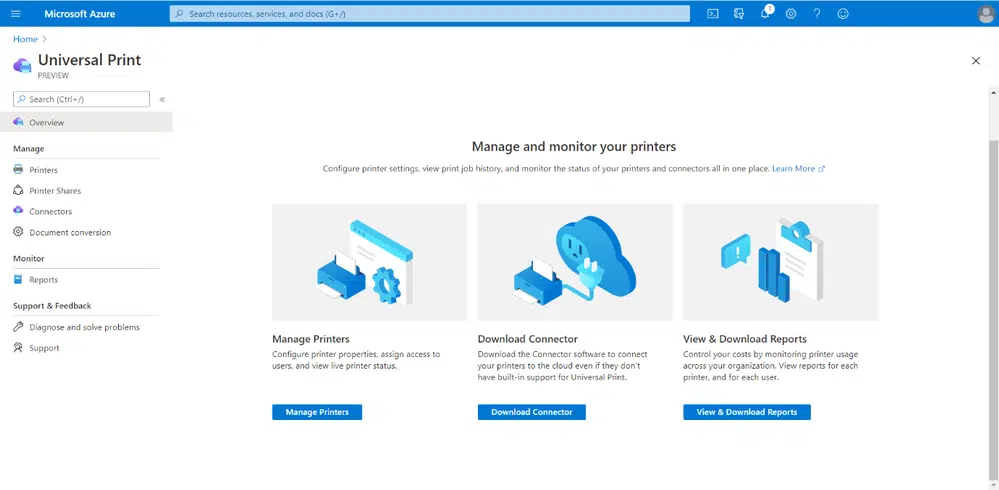 Microsoft Azure
Search resources, services, and docs (G+/)
1
Home
Universal Print
PREVIEW
Search (Ctrl+/)
Overview
Manage
Printers
Printer Shares
Connectors
Document conversion
Monitor
Reports
Support & Feedback
Diagnose and solve problems
Support
Manage and monitor your printers
Configure printer settings, view print job history, and monitor the status of your printers and connectors all in one place. Learn More
Manage Printers
Configure printer properties, assign access to
users, and view live printer status.
Manage Printers
Download Connector
Download the Connector software to connect
your printers to the cloud even if they don't
have built-in support for Universal Print.
Download Connector
View & Download Reports
Control your costs by monitoring printer usage
across your organization. View reports for each
printer, and for each user.
View & Download Reports